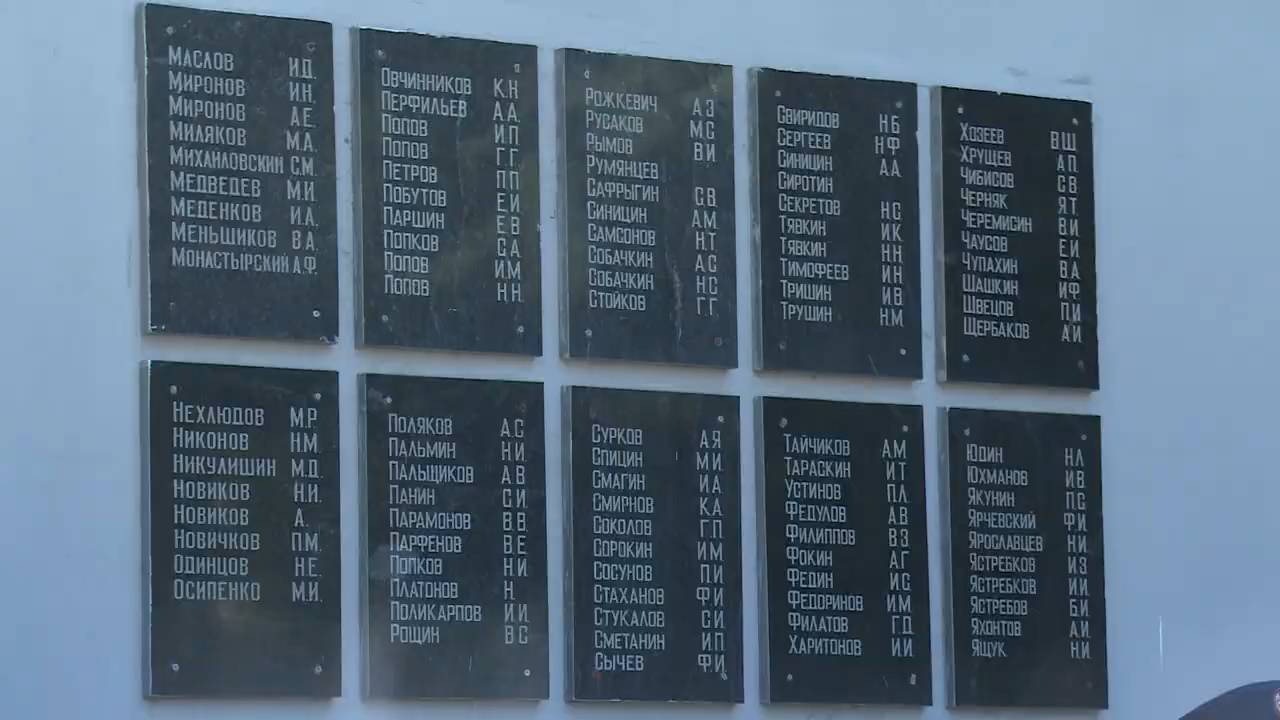 Маслов И.Д.
Миронов И.Н.
Миронов А.Е.
Миляков М.А.
Михайловский С.М.
Медведев М.И.
Меденков И.А.
Меньшиков В.А.
Монастырский А.Ф.
Овчинников К.Н
Перфильев А.А.
Попов И.П
Попов Г.Г.
Петров П.П
Побутов Е.И
Паршин Е.В
Попков С.А.
Попов И.М.
Попов Н.Н.
Рожкевич А.З
Русаков М.С
Рымов В.И.
Румянцев
Сафрыгин С.В.
Синицин А.М.
Самсонов Н.Т
Собачкин А.С
Собачкин Н.С
Стойков Г.Г.
Свиридов Н.Б
Сергеев Н.Ф
Синицин А.А.
Сиротин
Секретов Н.С
Тявкин И.К.
Тявкин Н.Н.
Тимофеев И.Н
Тришин И.В.
Трушин Н.М.
Хозеев В.Ш.
Хрущев А.П.
Чибисов С.В.
Черняк Я.Т.
Черемисин В.И.
Чаусов Е.И.
Чупахин В.А.
Шашкин И.Ф.
Швецов П.И.
Щербаков А.И.
Нехлюдов М.Р.
Никонов Н.М.
Никулишин М.Д.
Новиков Н.И.
Новиков А.
Новичков П.М.
Одинцов Н.Е.
Осипенко М.И.
Поляков А.С
Пальмин Н.И.
Пальщиков А.В
Панин С.И.
Парамонов В.В.
Парфенов В.Е.
Попков Н.И.
Платонов Н.
Поликарпов И.И.
Рощин В.С
Сурков А.Я
Спицин М.И.
Смагин И.А.
Смирнов К.А.
Соколов Г.П
Сорокин И.М
Сосунов П.И
Стаханов Ф.И
Стукалов С.И.
Сметанин И.П
Сычев Ф.И.
Тайчиков А.М
Тараскин И.Т
Устинов П.Л.
Федулов А.В
Филиппов В.З
Фокин А.Г
Федин И.С.
Федоринов И.М.
Филатов Г.Д.
Харитонов И.И.
Юдин Н.Л
Юхманов И.В.
Якунин П.С.
Ярчевский Ф.И.
Ярославцев Н.И.
Ястребков И.З
Ястребков И.И.
Ястребов Б.И.
Яхонтов А.И.
Ящук Н.И.